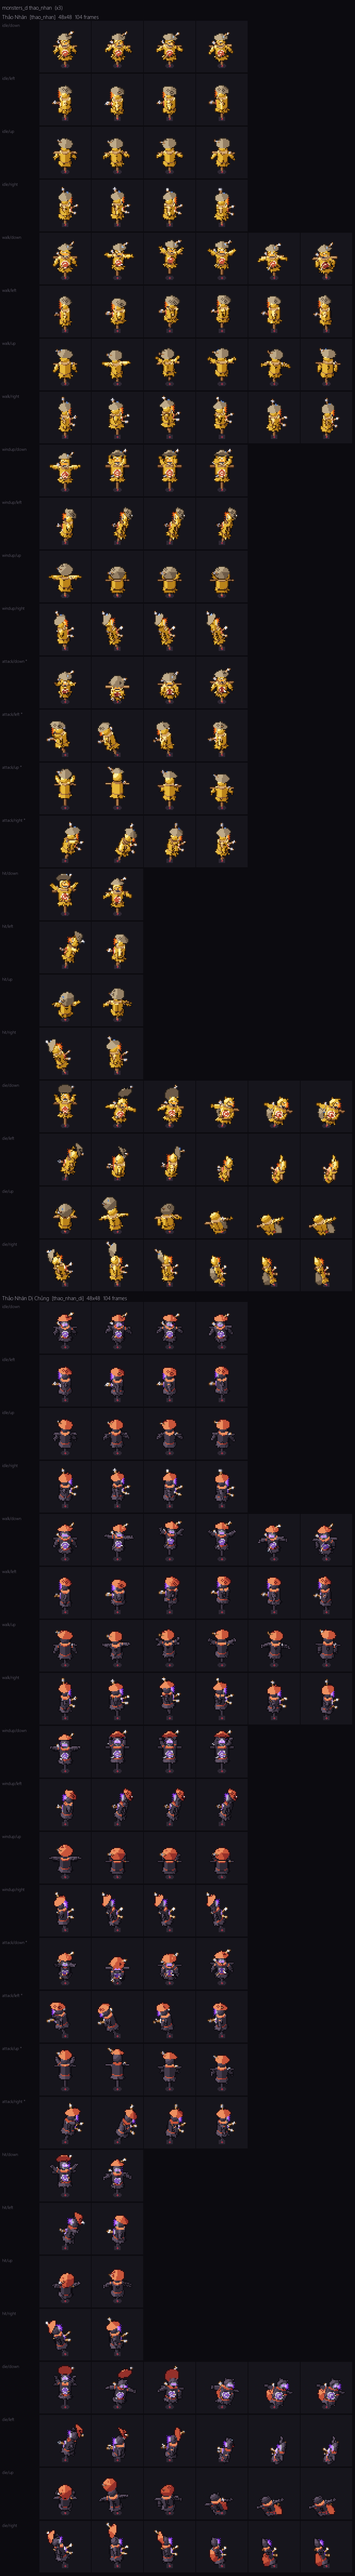 monsters_d thao_nhan (x3)
Thảo Nhân [thao_nhan] 48x48 104 frames
idle/down
idle/left
idle/up
idle/right
walk/down
walk/left
walk/up
walk/right
windup/down
windup/left
windup/up
windup/right
attack/down *
attack/left *
attack/up *
attack/right *
hit/down
hit/left
hit/up
hit/right
die/down
die/left
die/up
die/right
Thảo Nhân Dị Chủng [thao_nhan_dt] 48x48 104 frames
idle/down
idle/left
idle/up
idle/right
walk/down
walk/left
walk/up
walk/right
windup/down
windup/left
windup/up
windup/right
attack/down *
attack/left *
attack/up *
attack/right *
hit/down
hit/left
hit/up
hit/right
die/down
die/left
die/up
die/right